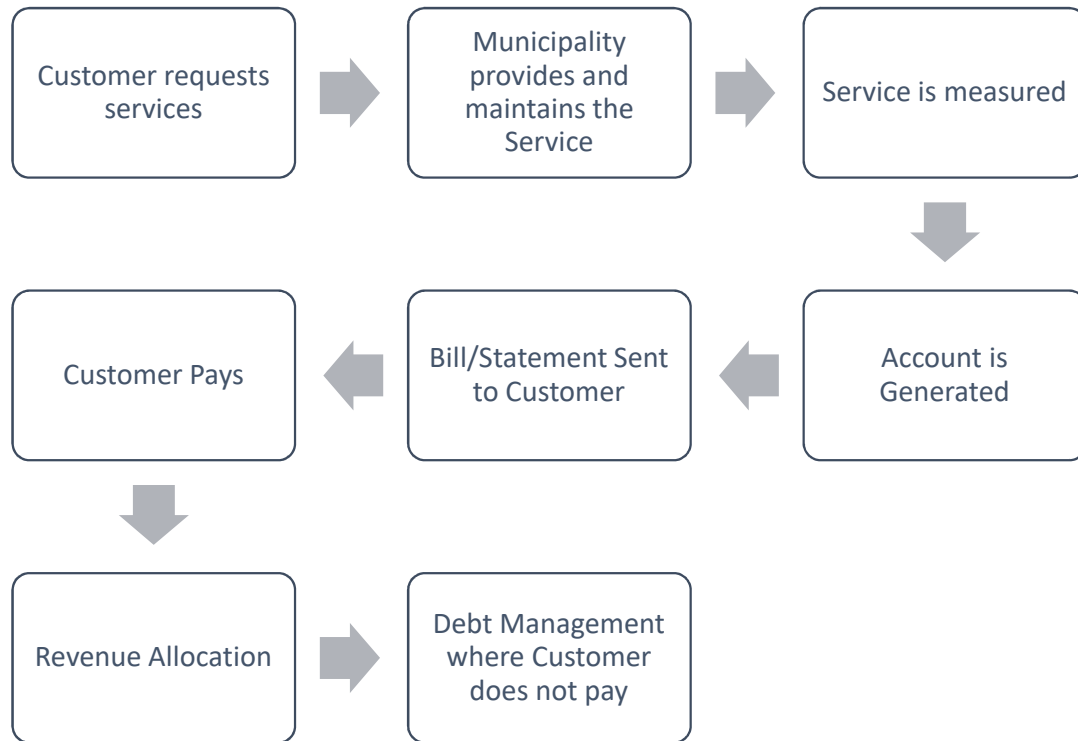 Customer requests
services
Municipality
provides and
maintains the
Service
Service is measured
Account is
Generated
Bill/Statement Sent
to Customer
Customer Pays
Revenue Allocation
Debt Management
where Customer
does not pay